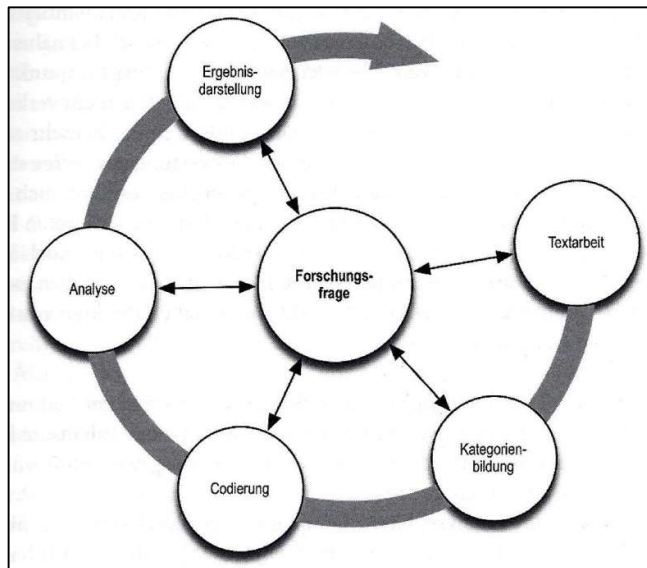 Ergebnis-
darstellung
Textarbeit
Forschungs-
frage
Analyse
Kategorien-
bildung
Codierung